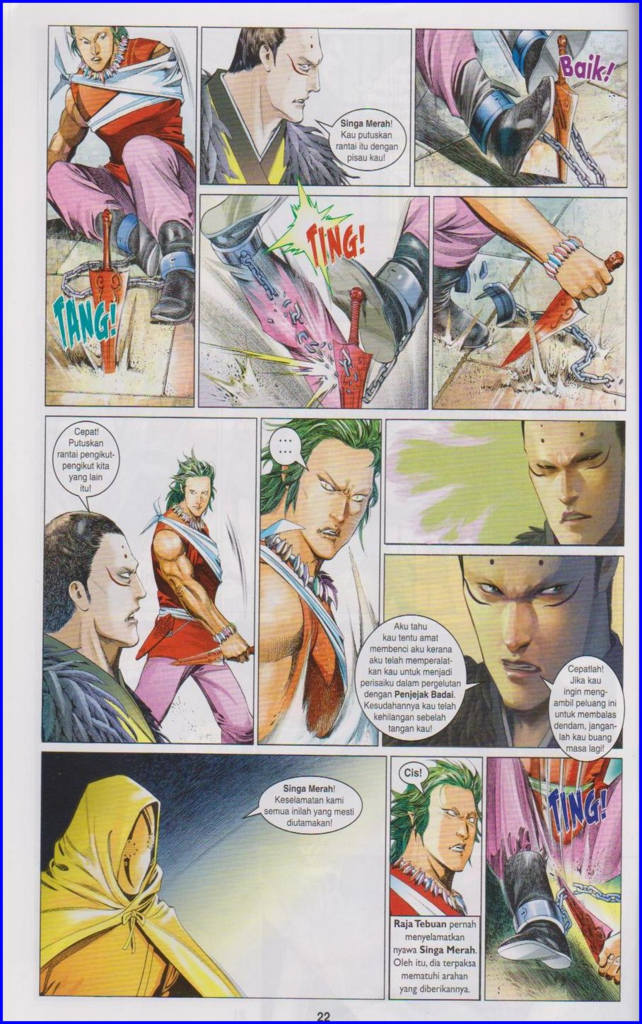 TANG!
Singa Merah!
Kau putuskan
rantai itu dengan
pisau kau!
Baik!
TING!
Cepat!
Putuskan
rantai pengikut-
pengikut kita
yang lain
itu!
...
...
Aku tahu
kau tentu amat
membenci aku kerana
aku telah memperalat-
kan kau untuk menjadi
perisaiku dalam pergelutan
dengan Penjejak Badai.
Kesudahannya kau telah
kehilangan sebelah
tangan kau!
Cepatlah!
Jika kau
ingin meng-
ambil peluang ini
untuk membalas
dendam, jangan-
lah kau buang
masa lagi!
Singa Merah!
Keselamatan kami
semua inilah yang mesti
diutamakan!
Cis!
Raja Tebuan pernah
menyelamatkan
nyawa Singa Merah.
Oleh itu, dia terpaksa
mematuhi arahan
yang diberikannya.
TING!
22